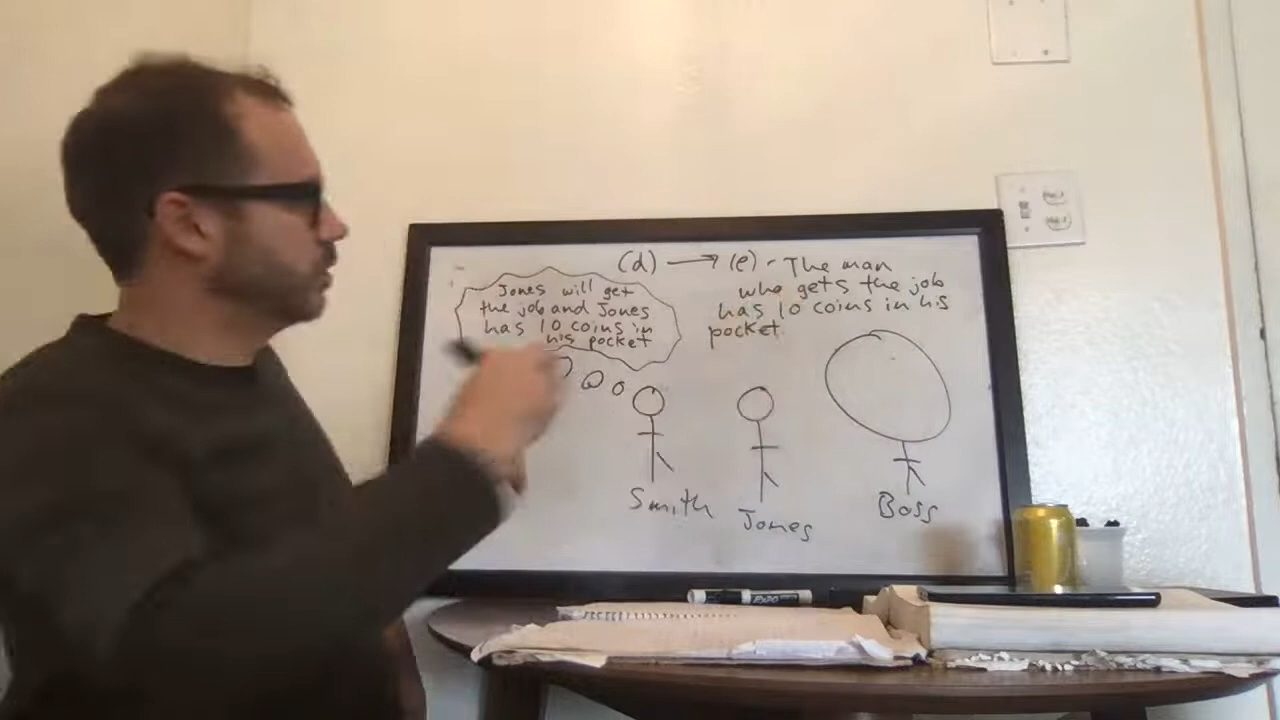 (d) → (e) - The man
who gets the job
has 10 coins in his
pocket
Jones will get
the job and Jones
has 10 coins in
his pocket
Smith
Jones
Boss
EXPO